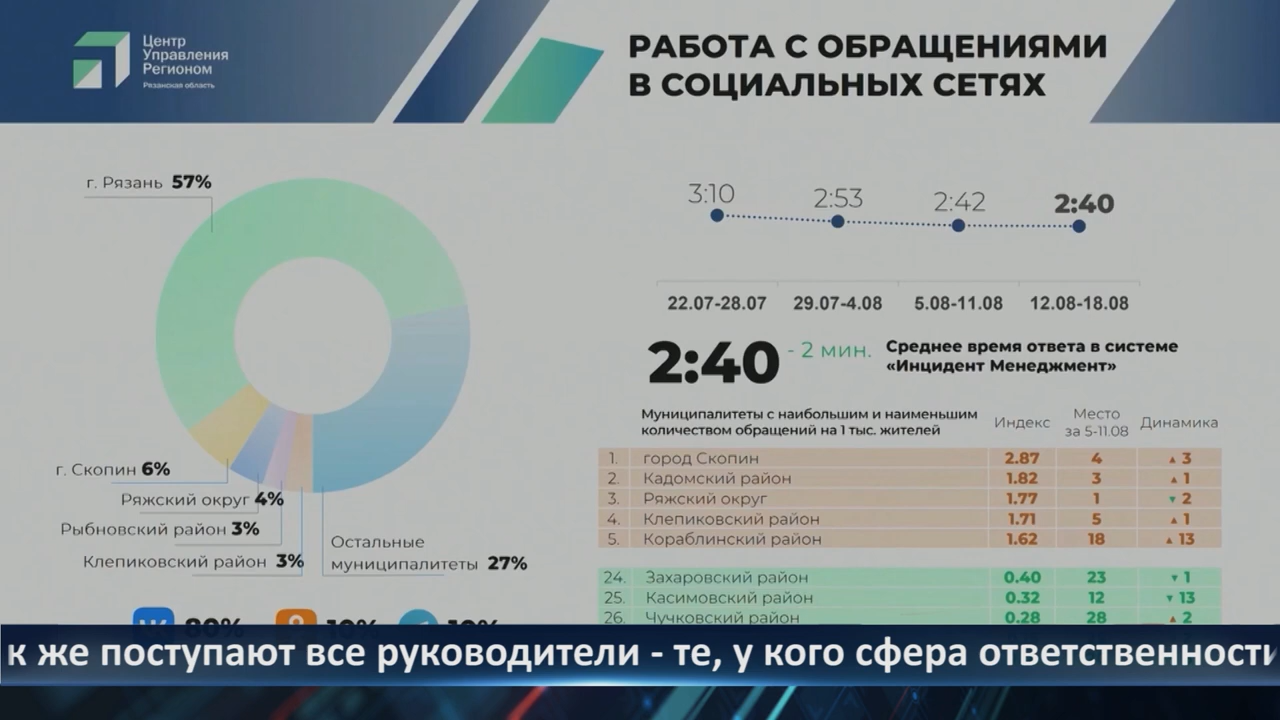 Центр
Управления
Регионом
Рязанская область
РАБОТА С ОБРАЩЕНИЯМИ
В СОЦИАЛЬНЫХ СЕТЯХ
г. Рязань 57%
г. Скопин 6%
Ряжский округ 4%
Рыбновский район 3%
Клепиковский район 3%
Остальные
муниципалитеты 27%
80% 10% 10%
3:10 2:53 2:42 2:40
22.07-28.07 29.07-4.08 5.08-11.08 12.08-18.08
2:40 - 2 мин. Среднее время ответа в системе
«Инцидент Менеджмент»
Муниципалитеты с наибольшим и наименьшим
количеством обращений на 1 тыс. жителей
Индекс
Место
за 5-11.08
Динамика
1. город Скопин 2.87 4 ▲ 3
2. Кадомский район 1.82 3 ▲ 1
3. Ряжский округ 1.77 1 ▼ 2
4. Клепиковский район 1.71 5 ▲ 1
5. Кораблинский район 1.62 18 ▲ 13
24. Захаровский район 0.40 23 ▼ 1
25. Касимовский район 0.32 12 ▼ 13
26. Чучковский район 0.28 28 ▲ 2
к же поступают все руководители - те, у кого сфера ответственности